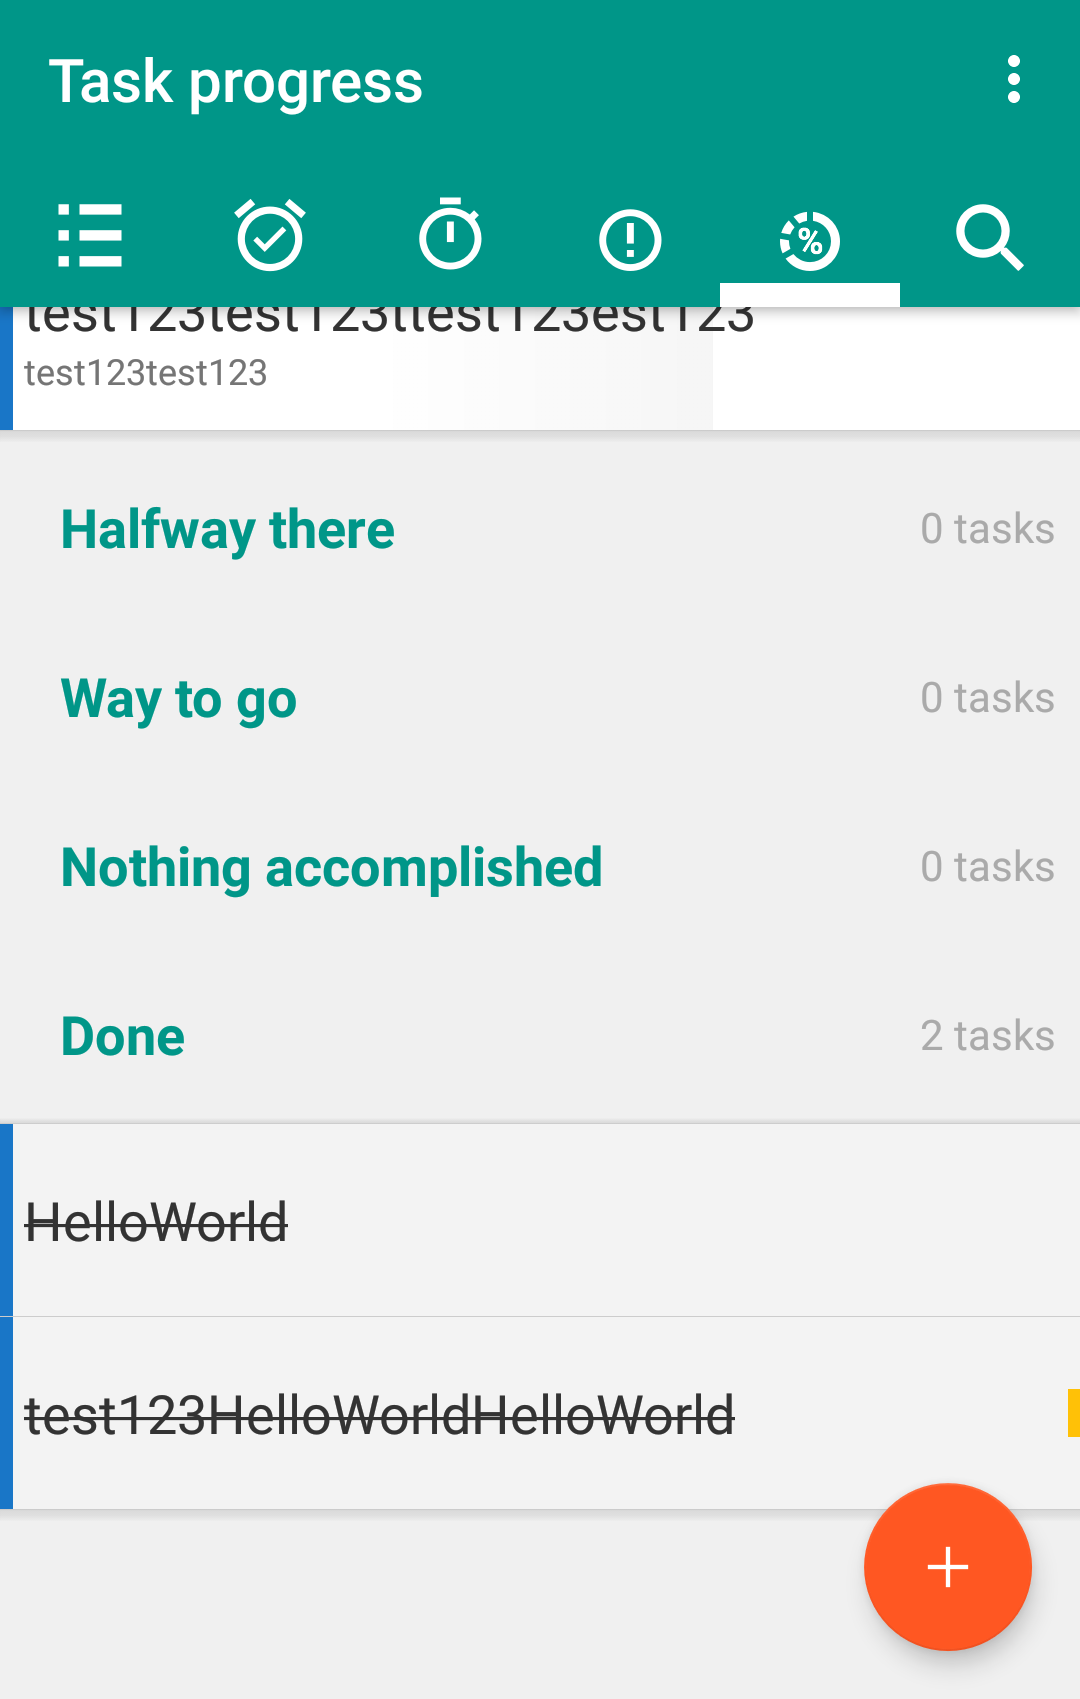 Task progress
%
test123test123ttest123est123
test123test123
Halfway there
0 tasks
Way to go
0 tasks
Nothing accomplished
0 tasks
Done
2 tasks
HelloWorld
test123HelloWorldHelloWorld